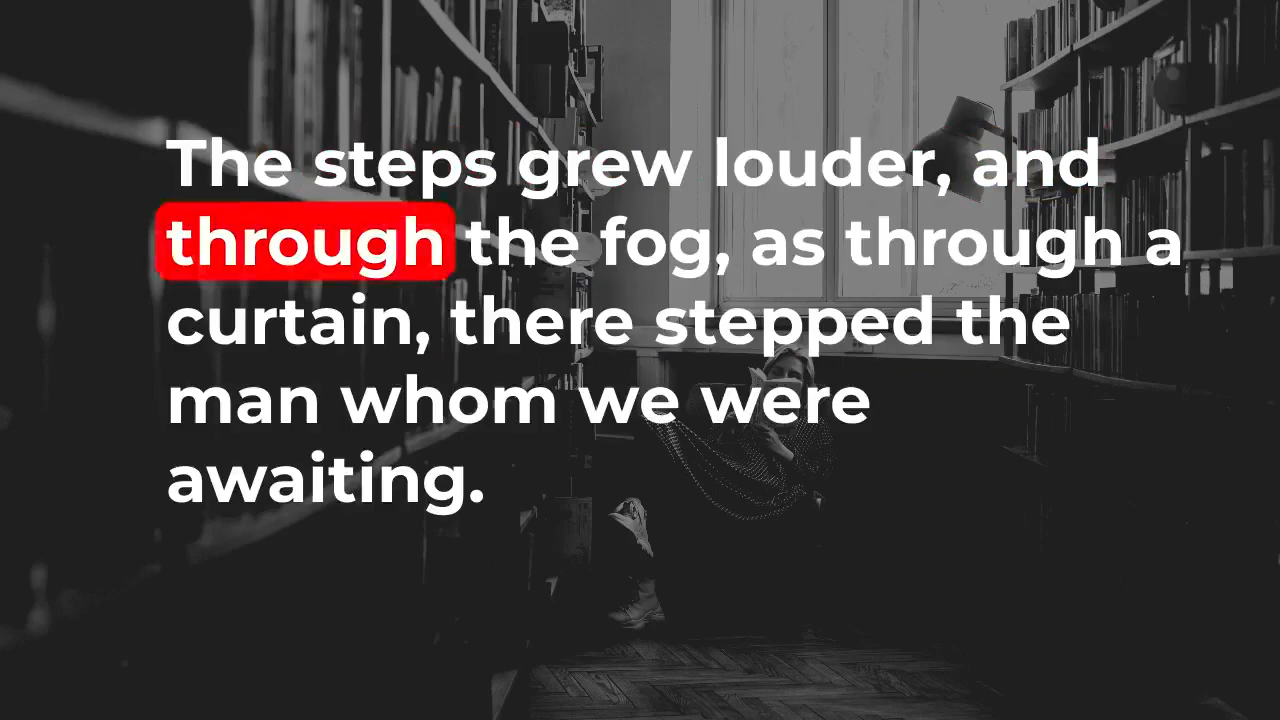 The steps grew louder, and
through the fog, as through a
curtain, there stepped the
man whom we were
awaiting.